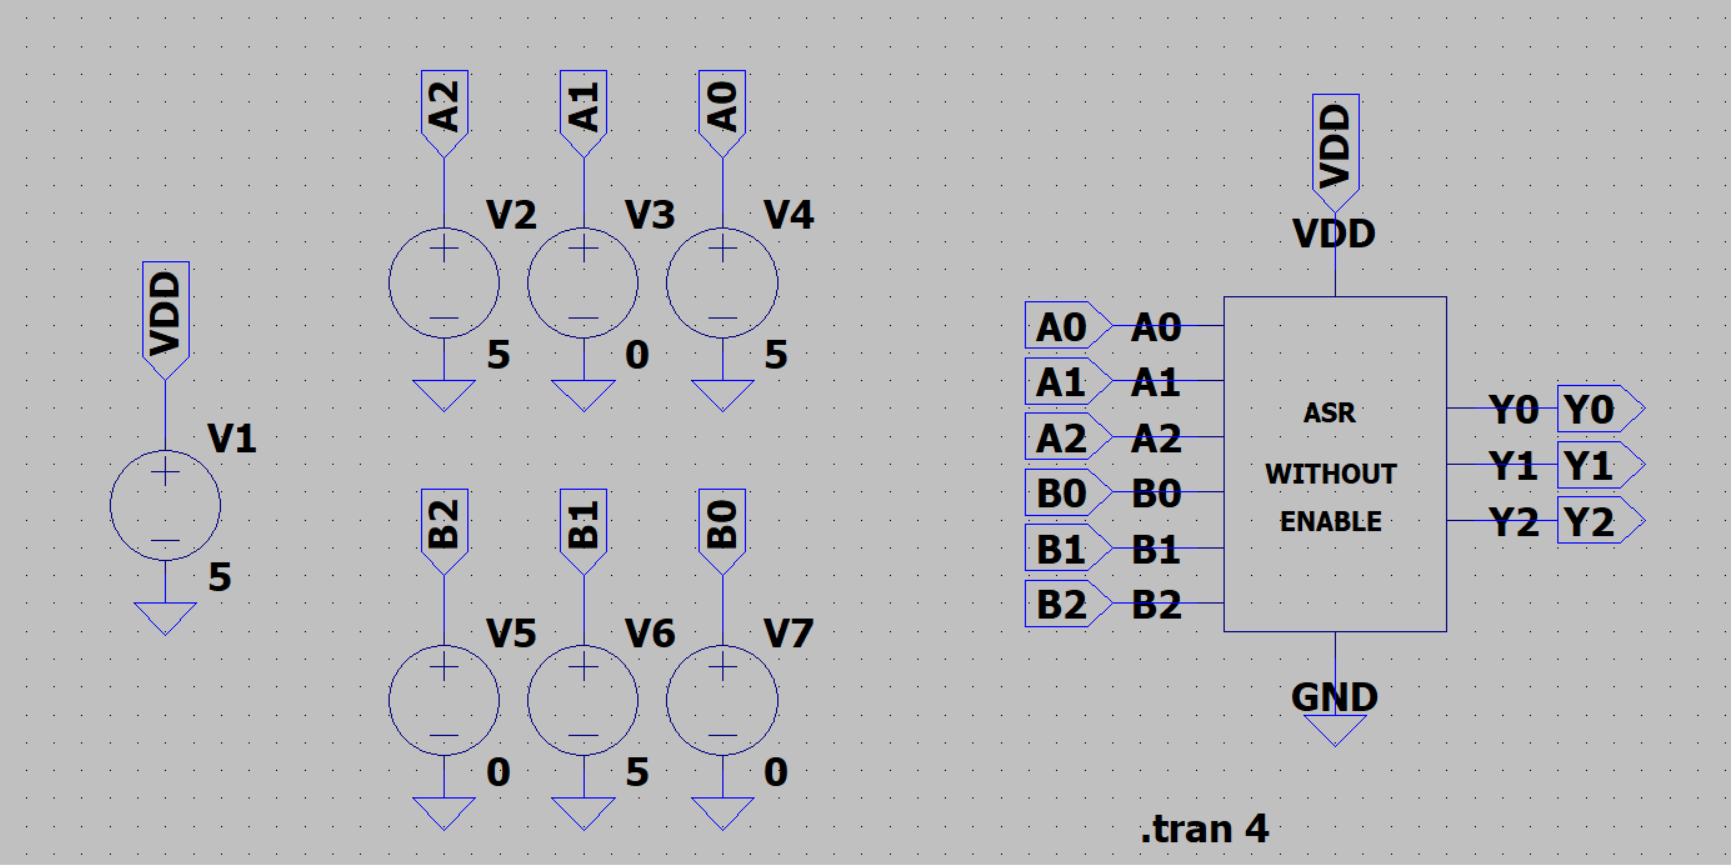 A2
A1
A0
V2
V3
V4
5
0
5
VDD
V1
5
B2
B1
B0
V5
V6
V7
0
5
0
VDD
VDD
A0 A0
A1 A1
A2 A2
B0 B0
B1 B1
B2 B2
ASR
WITHOUT
ENABLE
Y0 Y0
Y1 Y1
Y2 Y2
GND
.tran 4